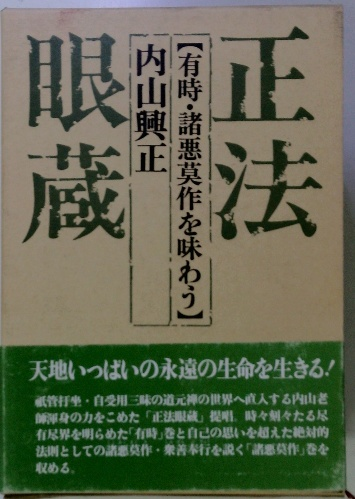 正法
眼蔵
【有時・諸悪莫作を味わう】
内山興正
天地いっぱいの永遠の生命を生きる!
祇管打坐・自受用三昧の道元禅の世界へ直入する内山老
師渾身の力をこめた「正法眼蔵」提唱。時々刻々たる尽
有尽界を明らめた「有時」巻と自己の思いを超えた絶対的
法則としての諸悪莫作・衆善奉行を説く「諸悪莫作」巻を
収める。